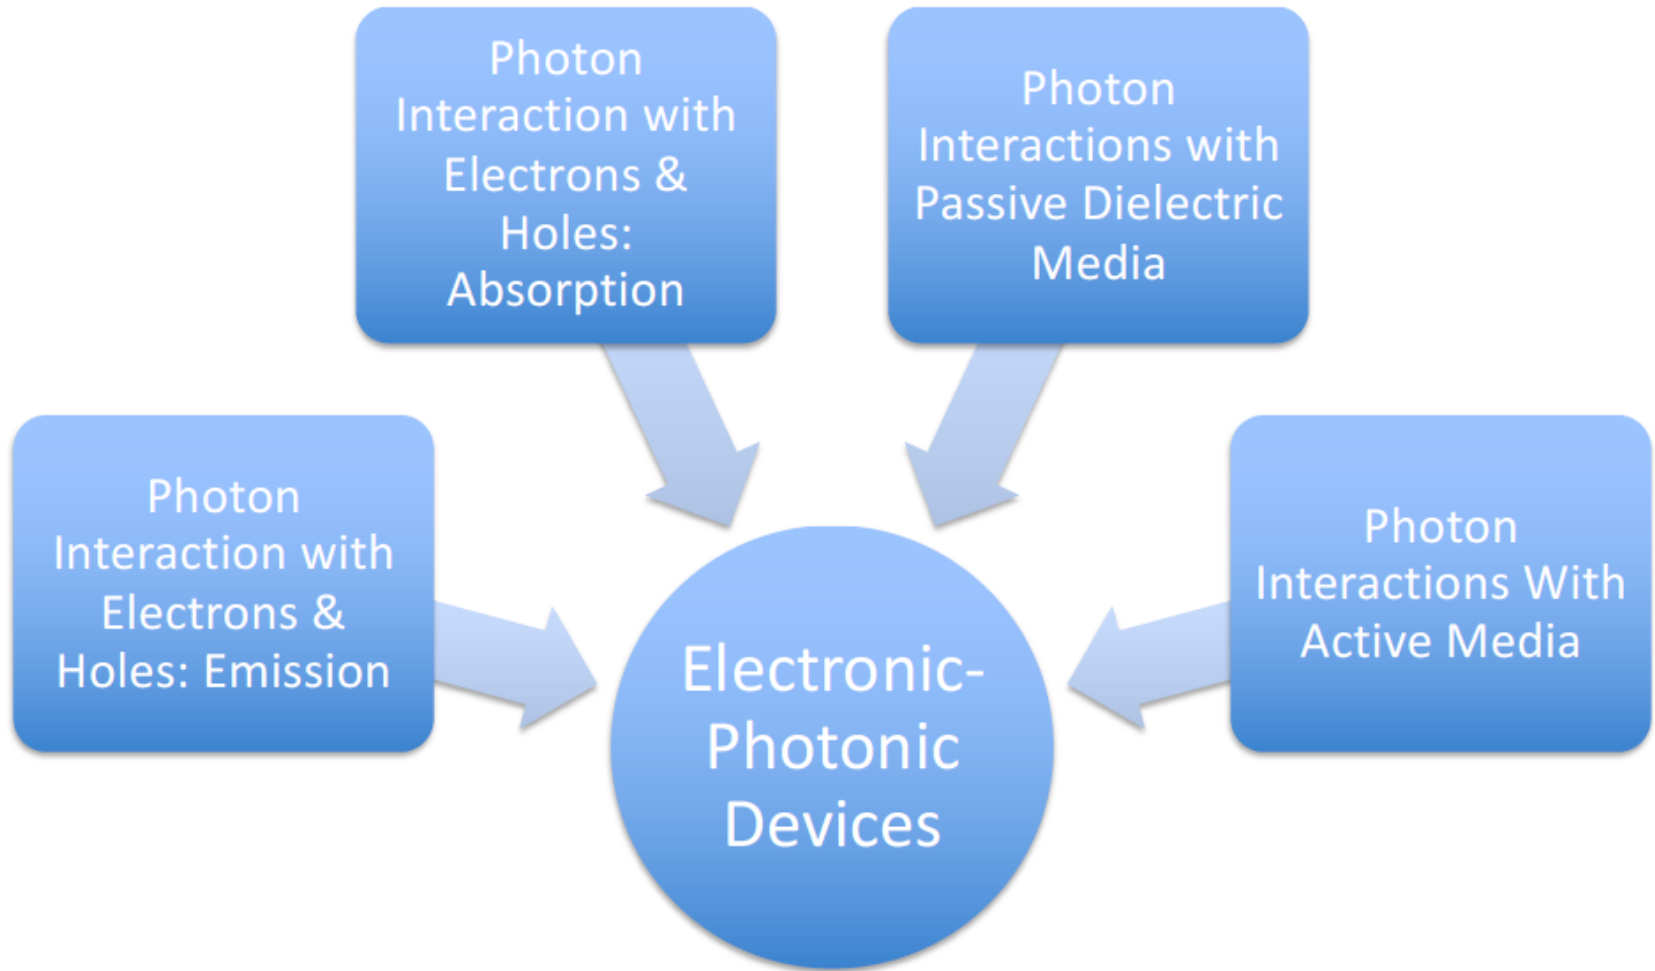 Photon
Interaction with
Electrons &
Holes:
Absorption
Photon
Interactions with
Passive Dielectric
Media
Photon
Interaction with
Electrons &
Holes: Emission
Photon
Interactions With
Active Media
Electronic-
Photonic
Devices